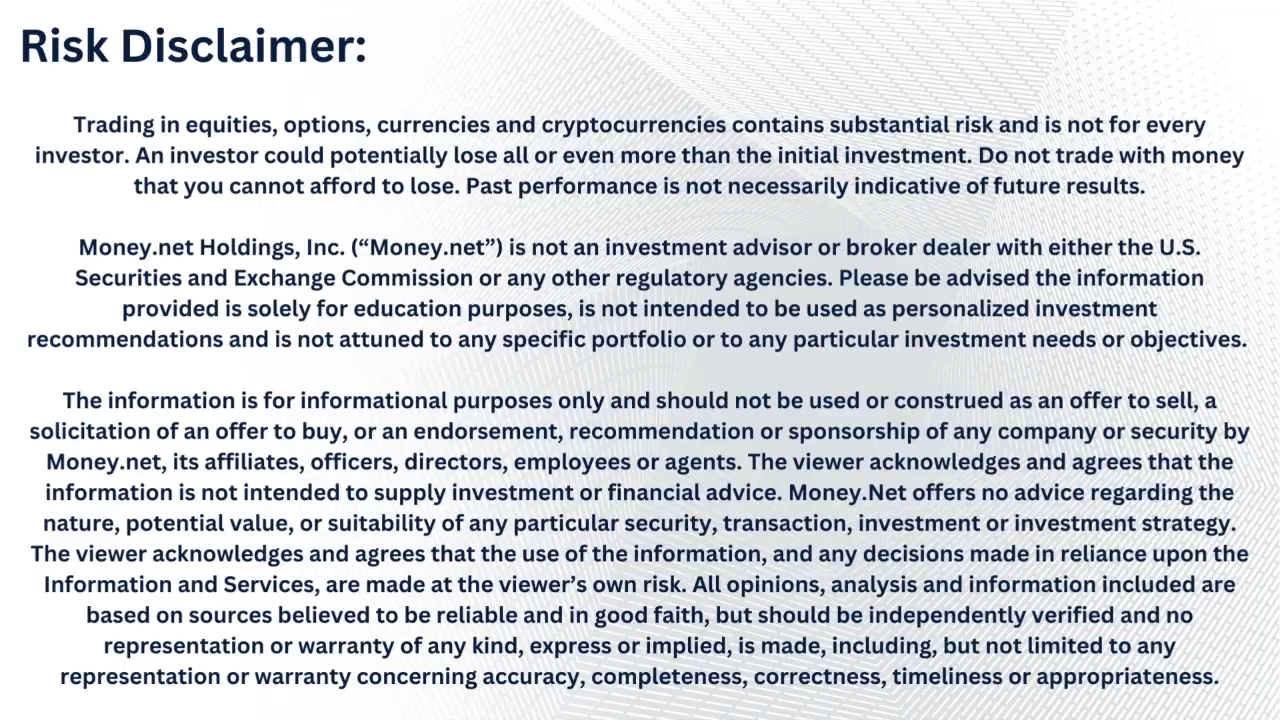 Risk Disclaimer:
Trading in equities, options, currencies and cryptocurrencies contains substantial risk and is not for every
investor. An investor could potentially lose all or even more than the initial investment. Do not trade with money
that you cannot afford to lose. Past performance is not necessarily indicative of future results.
Money.net Holdings, Inc. (“Money.net”) is not an investment advisor or broker dealer with either the U.S.
Securities and Exchange Commission or any other regulatory agencies. Please be advised the information
provided is solely for education purposes, is not intended to be used as personalized investment
recommendations and is not attuned to any specific portfolio or to any particular investment needs or objectives.
The information is for informational purposes only and should not be used or construed as an offer to sell, a
solicitation of an offer to buy, or an endorsement, recommendation or sponsorship of any company or security by
Money.net, its affiliates, officers, directors, employees or agents. The viewer acknowledges and agrees that the
information is not intended to supply investment or financial advice. Money.Net offers no advice regarding the
nature, potential value, or suitability of any particular security, transaction, investment or investment strategy.
The viewer acknowledges and agrees that the use of the information, and any decisions made in reliance upon the
Information and Services, are made at the viewer’s own risk. All opinions, analysis and information included are
based on sources believed to be reliable and in good faith, but should be independently verified and no
representation or warranty of any kind, express or implied, is made, including, but not limited to any
representation or warranty concerning accuracy, completeness, correctness, timeliness or appropriateness.